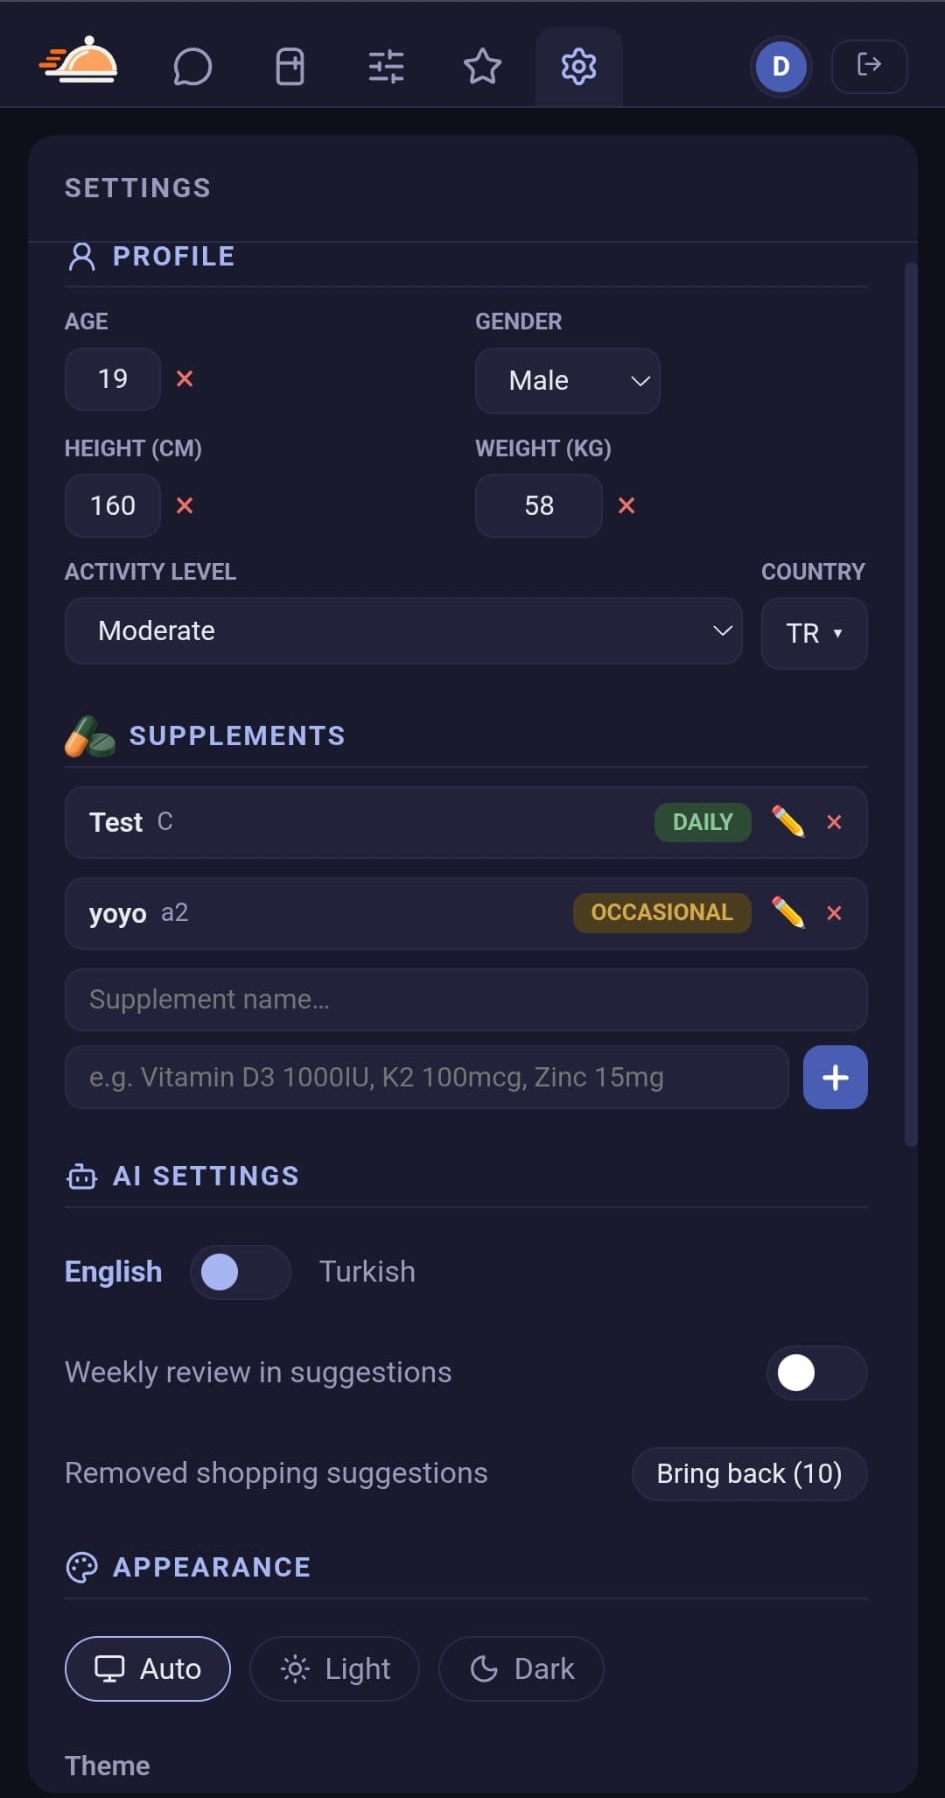 D
SETTINGS
PROFILE
AGE GENDER
19 × Male
HEIGHT (CM) WEIGHT (KG)
160 × 58 ×
ACTIVITY LEVEL COUNTRY
Moderate TR
SUPPLEMENTS
Test C DAILY ×
yoyo a2 OCCASIONAL ×
Supplement name...
e.g. Vitamin D3 1000IU, K2 100mcg, Zinc 15mg +
AI SETTINGS
English Turkish
Weekly review in suggestions
Removed shopping suggestions Bring back (10)
APPEARANCE
Auto Light Dark
Theme